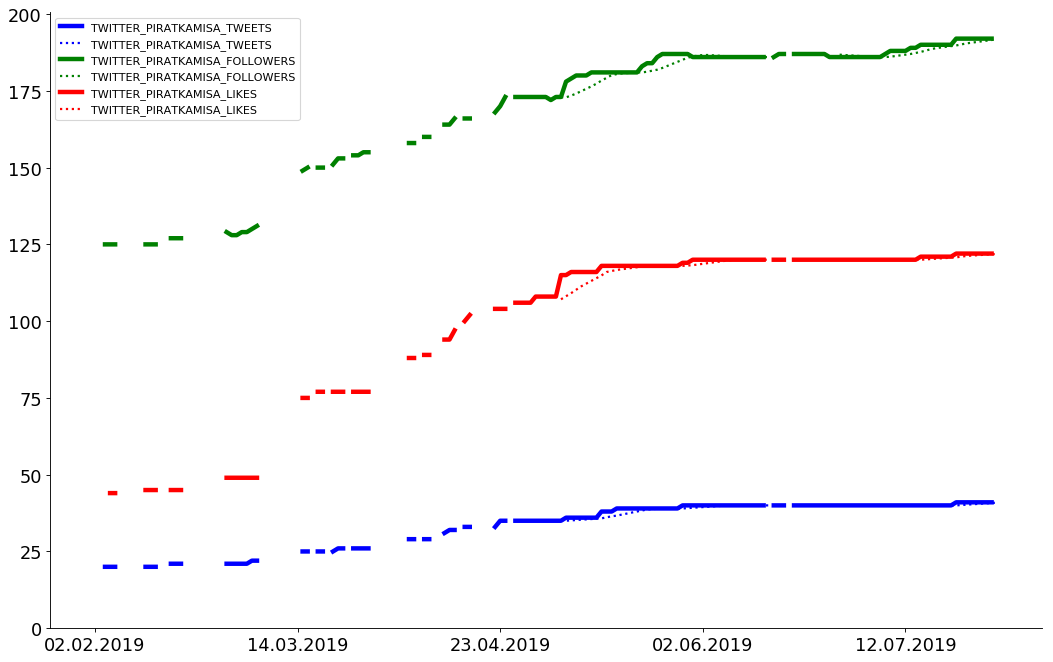 200
175
150
125
100
75
50
25
0
TWITTER_PIRATKAMISA_TWEETS
TWITTER_PIRATKAMISA_TWEETS
TWITTER_PIRATKAMISA_FOLLOWERS
TWITTER_PIRATKAMISA_FOLLOWERS
TWITTER_PIRATKAMISA_LIKES
TWITTER_PIRATKAMISA_LIKES
02.02.2019 14.03.2019 23.04.2019 02.06.2019 12.07.2019